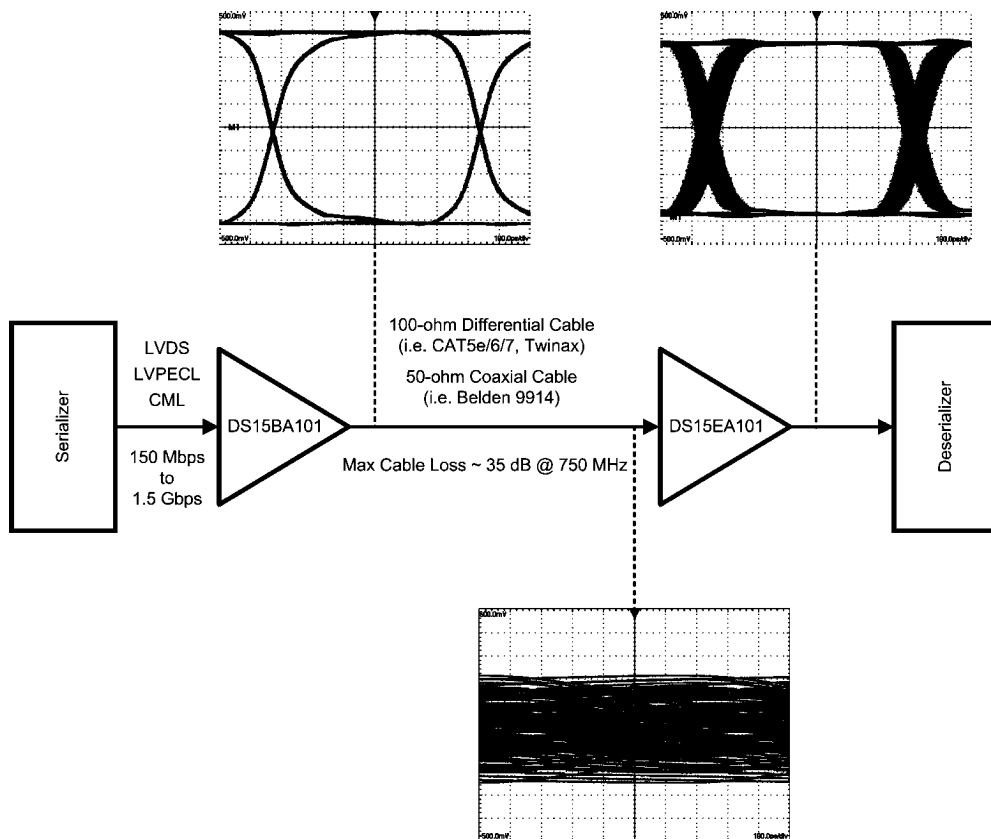 500.0mV
M1
-500.0mV
100.0ps/div
500.0mV
M1
-500.0mV
100.0ps/div
Serializer
LVDS
LVPECL
CML
150 Mbps
to
1.5 Gbps
DS15BA101
100-ohm Differential Cable
(i.e. CAT5e/6/7, Twinax)
50-ohm Coaxial Cable
(i.e. Belden 9914)
Max Cable Loss ~ 35 dB @ 750 MHz
DS15EA101
Deserializer
500.0mV
-500.0mV
100.0ps/div